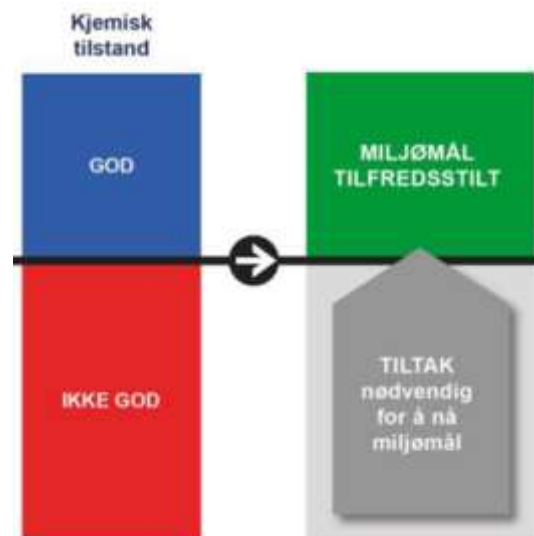 Kjemisk
tilstand
GOD
MILJØMÅL
TILFREDSSTILT
IKKE GOD
TILTAK
nødvendig
for å nå
miljømål